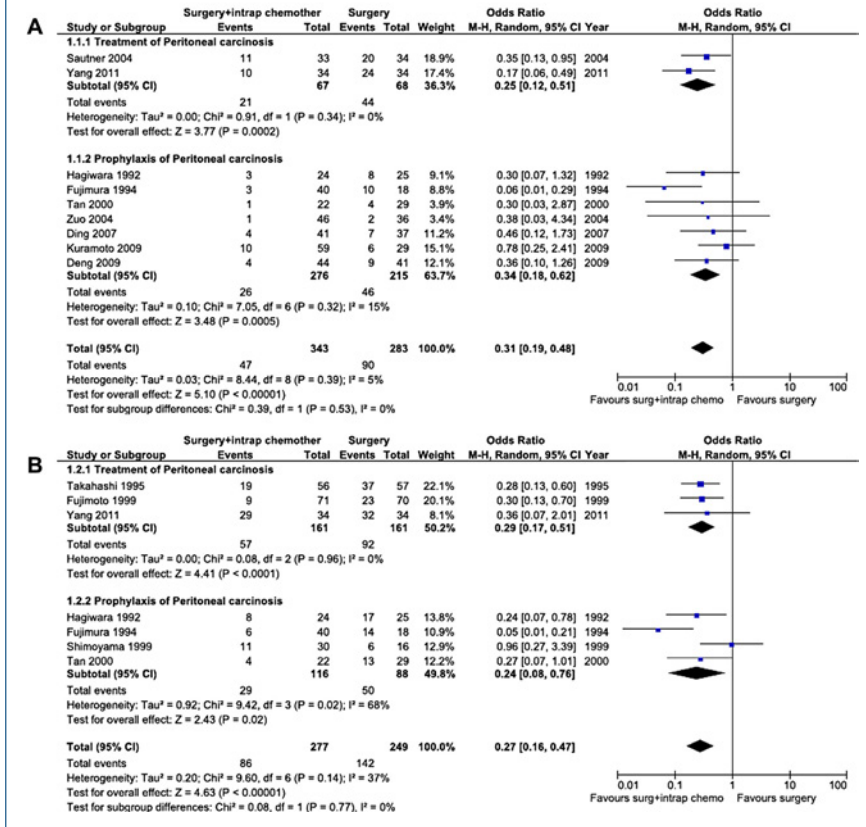 A
Surgery+intrap chemother Surgery Odds Ratio Odds Ratio
Study or Subgroup Events Total Events Total Weight M-H, Random, 95% CI Year M-H, Random, 95% CI
1.1.1 Treatment of Peritoneal carcinosis
Sautner 2004 11 33 20 34 18.9% 0.35 [0.13, 0.95] 2004
Yang 2011 10 34 24 34 17.4% 0.17 [0.06, 0.49] 2011
Subtotal (95% CI) 67 68 36.3% 0.25 [0.12, 0.51]
Total events 21 44
Heterogeneity: Tau² = 0.00; Chi² = 0.91, df = 1 (P = 0.34); I² = 0%
Test for overall effect: Z = 3.77 (P = 0.0002)
1.1.2 Prophylaxis of Peritoneal carcinosis
Hagiwara 1992 3 24 8 25 9.1% 0.30 [0.07, 1.32] 1992
Fujimura 1994 3 40 10 18 8.8% 0.06 [0.01, 0.29] 1994
Tan 2000 1 22 4 29 3.9% 0.30 [0.03, 2.87] 2000
Zuo 2004 1 46 2 36 3.4% 0.38 [0.03, 4.34] 2004
Ding 2007 4 41 7 37 11.2% 0.46 [0.12, 1.73] 2007
Kuramoto 2009 10 59 6 29 15.1% 0.78 [0.25, 2.41] 2009
Deng 2009 4 44 9 41 12.1% 0.36 [0.10, 1.26] 2009
Subtotal (95% CI) 276 215 63.7% 0.34 [0.18, 0.62]
Total events 26 46
Heterogeneity: Tau² = 0.10; Chi² = 7.05, df = 6 (P = 0.32); I² = 15%
Test for overall effect: Z = 3.48 (P = 0.0005)
Total (95% CI) 343 283 100.0% 0.31 [0.19, 0.48]
Total events 47 90
Heterogeneity: Tau² = 0.03; Chi² = 8.44, df = 8 (P = 0.39); I² = 5%
Test for overall effect: Z = 5.10 (P < 0.00001)
Test for subgroup differences: Chi² = 0.39, df = 1 (P = 0.53), I² = 0%
0.01 0.1 1 10 100
Favours surg+intrap chemo Favours surgery
B
Surgery+intrap chemother Surgery Odds Ratio Odds Ratio
Study or Subgroup Events Total Events Total Weight M-H, Random, 95% CI Year M-H, Random, 95% CI
1.2.1 Treatment of Peritoneal carcinosis
Takahashi 1995 19 56 37 57 22.1% 0.28 [0.13, 0.60] 1995
Fujimoto 1999 9 71 23 70 20.1% 0.30 [0.13, 0.70] 1999
Yang 2011 29 34 32 34 8.1% 0.36 [0.07, 2.01] 2011
Subtotal (95% CI) 161 161 50.2% 0.29 [0.17, 0.51]
Total events 57 92
Heterogeneity: Tau² = 0.00; Chi² = 0.08, df = 2 (P = 0.96); I² = 0%
Test for overall effect: Z = 4.41 (P < 0.0001)
1.2.2 Prophylaxis of Peritoneal carcinosis
Hagiwara 1992 8 24 17 25 13.8% 0.24 [0.07, 0.78] 1992
Fujimura 1994 6 40 14 18 10.9% 0.05 [0.01, 0.21] 1994
Shimoyama 1999 11 30 6 16 12.9% 0.96 [0.27, 3.39] 1999
Tan 2000 4 22 13 29 12.2% 0.27 [0.07, 1.01] 2000
Subtotal (95% CI) 116 88 49.8% 0.24 [0.08, 0.76]
Total events 29 50
Heterogeneity: Tau² = 0.92; Chi² = 9.42, df = 3 (P = 0.02); I² = 68%
Test for overall effect: Z = 2.43 (P = 0.02)
Total (95% CI) 277 249 100.0% 0.27 [0.16, 0.47]
Total events 86 142
Heterogeneity: Tau² = 0.20; Chi² = 9.60, df = 6 (P = 0.14); I² = 37%
Test for overall effect: Z = 4.63 (P < 0.00001)
Test for subgroup differences: Chi² = 0.08, df = 1 (P = 0.77), I² = 0%
0.01 0.1 1 10 100
Favours surg+intrap chemo Favours surgery